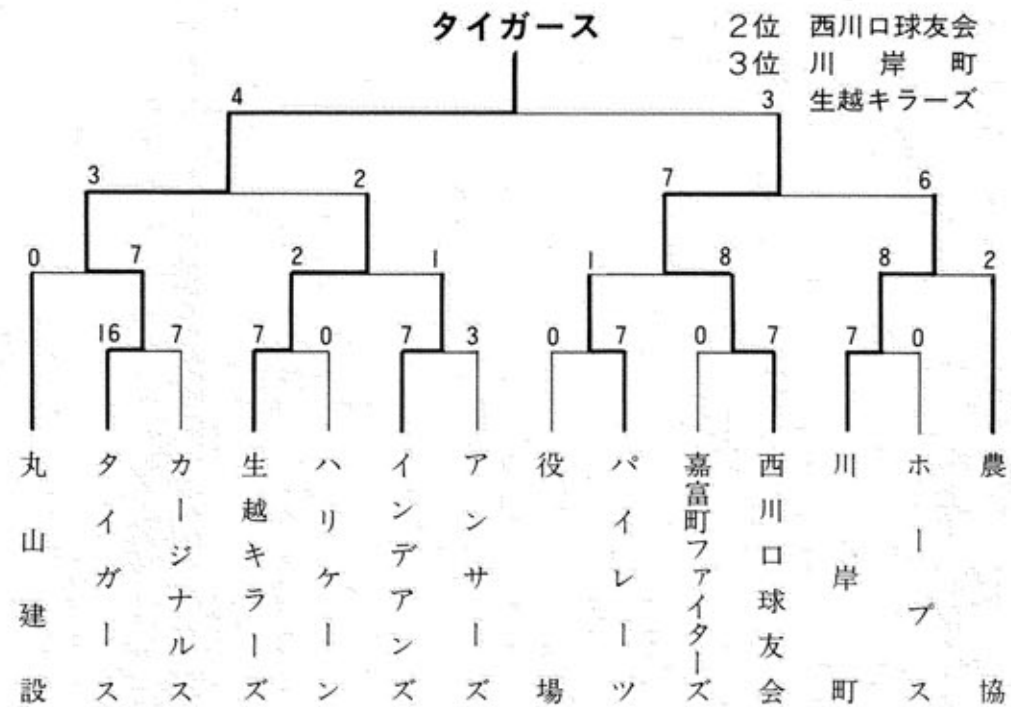 タイガース
2位 西川口球友会
3位 川岸町
生越キラーズ
4 3
3 2 7 6
0 7 2 1 1 8 8 2
16 7 7 0 7 3 0 7 0 7 7 0
丸山建設
タイガース
カージナルス
生越キラーズ
ハリケーン
インデアンズ
アンサーズ
役場
パイレーツ
嘉富町ファイターズ
西川口球友会
川岸町
ホープス
農協